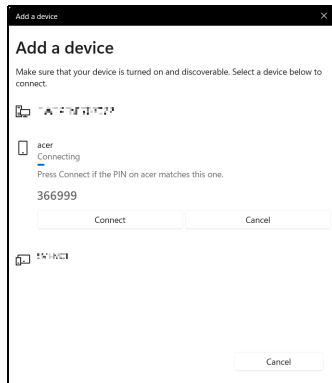 Add a device
Add a device
Make sure that your device is turned on and discoverable. Select a device below to
connect.
acer
Connecting
Press Connect if the PIN on acer matches this one.
366999
Connect Cancel
Cancel